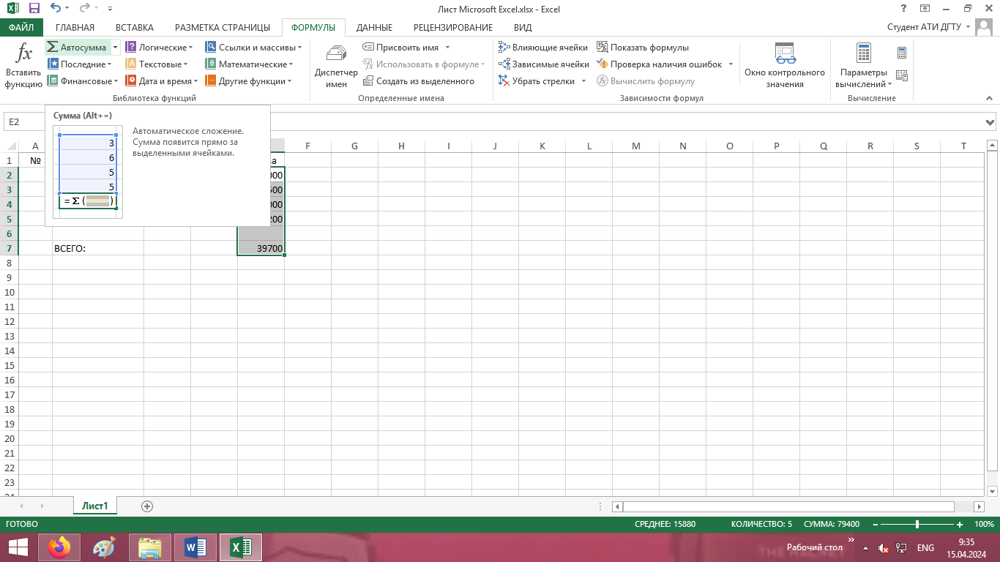 Лист Microsoft Excel.xlsx - Excel
ФАЙЛ ГЛАВНАЯ ВСТАВКА РАЗМЕТКА СТРАНИЦЫ ФОРМУЛЫ ДАННЫЕ РЕЦЕНЗИРОВАНИЕ ВИД Студент АТИ ДГТУ
fx Вставить функцию
Автосумма Логические Ссылки и массивы
Последние Текстовые Математические
Финансовые Дата и время Другие функции
Библиотека функций
Диспетчер имен
Присвоить имя
Использовать в формуле
Создать из выделенного
Определенные имена
Влияющие ячейки Показать формулы
Зависимые ячейки Проверка наличия ошибок
Убрать стрелки Вычислить формулу
Зависимости формул
Окно контрольного значения
Параметры вычислений
Вычисление
E2
Сумма (Alt+=)
3
6
5
5
= Σ ( )
Автоматическое сложение.
Сумма появится прямо за
выделенными ячейками.
A F G H I J K L M N O P Q R S T
1 № а
2 000
3 500
4 000
5 200
6
7 ВСЕГО: 39700
8
9
10
11
12
13
14
15
16
17
18
19
20
21
22
23
24
Лист1
ГОТОВО СРЕДНЕЕ: 15880 КОЛИЧЕСТВО: 5 СУММА: 79400 100%
Рабочий стол » ENG 9:35
15.04.2024